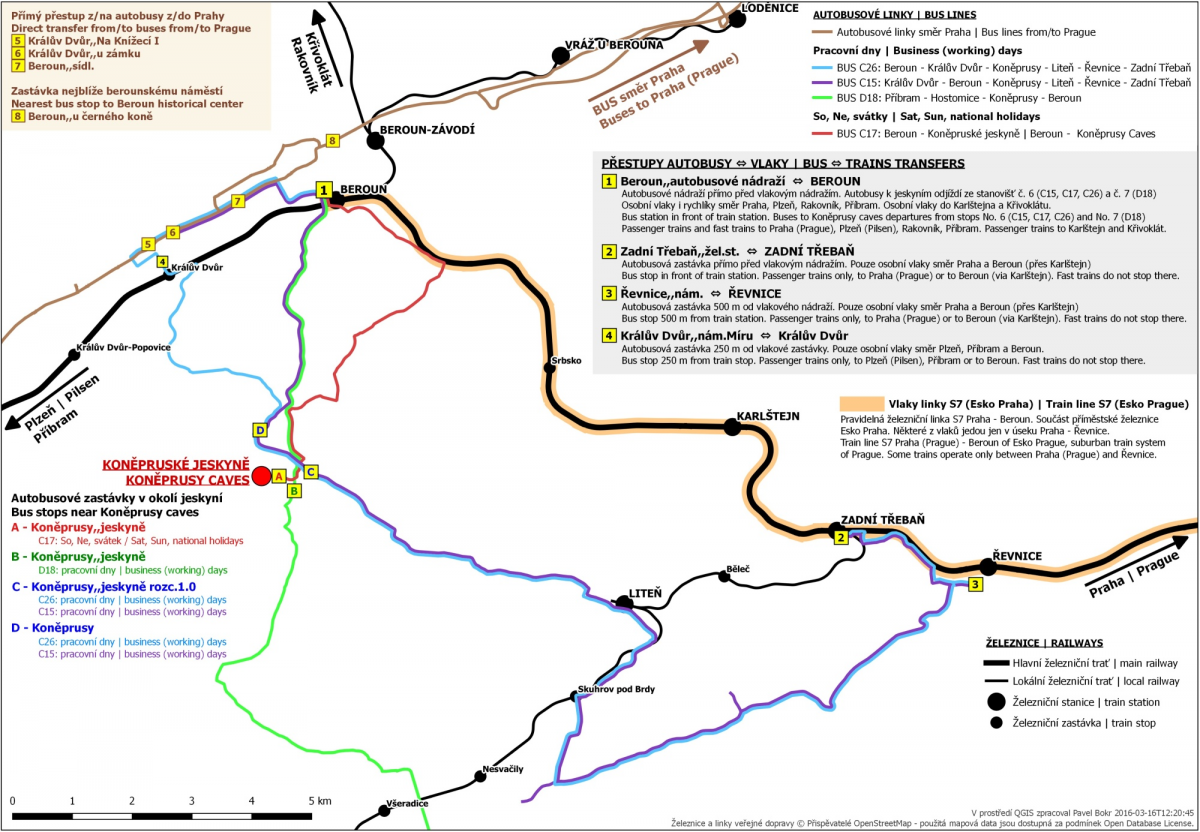 Přímý přestup z/na autobusy z/do Prahy
Direct transfer from/to buses from/to Prague
5 Králův Dvůr,,Na Knížecí I
6 Králův Dvůr,,u zámku
7 Beroun,,sídl.
Zastávka nejblíže berounskému náměstí
Nearest bus stop to Beroun historical center
8 Beroun,,u černého koně
Křivoklát
Rakovník
LODĚNICE
VRÁŽ U BEROUNA
BUS směr Praha
Buses to Praha (Prague)
BEROUN-ZÁVODÍ
AUTOBUSOVÉ LINKY | BUS LINES
Autobusové linky směr Praha | Bus lines from/to Prague
Pracovní dny | Business (working) days
BUS C26: Beroun - Králův Dvůr - Koněprusy - Liteň - Řevnice - Zadní Třebaň
BUS C15: Králův Dvůr - Beroun - Koněprusy - Liteň - Řevnice - Zadní Třebaň
BUS D18: Příbram - Hostomice - Koněprusy - Beroun
So, Ne, svátky | Sat, Sun, national holidays
BUS C17: Beroun - Koněpruské jeskyně | Beroun - Koněprusy Caves
PŘESTUPY AUTOBUSY ⇔ VLAKY | BUS ⇔ TRAINS TRANSFERS
1 Beroun,,autobusové nádraží ⇔ BEROUN
Autobusové nádraží přímo před vlakovým nádražím. Autobusy k jeskyním odjíždí ze stanovišť č. 6 (C15, C17, C26) a č. 7 (D18)
Osobní vlaky i rychlíky směr Praha, Plzeň, Rakovník, Příbram. Osobní vlaky do Karlštejna a Křivoklátu.
Bus station in front of train station. Buses to Koněprusy caves departures from stops No. 6 (C15, C17, C26) and No. 7 (D18)
Passenger trains and fast trains to Praha (Prague), Plzeň (Pilsen), Rakovník, Příbram. Passenger trains to Karlštejn and Křivoklát.
2 Zadní Třebaň,,žel.st. ⇔ ZADNÍ TŘEBAŇ
Autobusová zastávka přímo před vlakovým nádražím. Pouze osobní vlaky směr Praha a Beroun (přes Karlštejn)
Bus stop in front of train station. Passenger trains only, to Praha (Prague) or to Beroun (via Karlštejn). Fast trains do not stop there.
3 Řevnice,,nám. ⇔ ŘEVNICE
Autobusová zastávka 500 m od vlakového nádraží. Pouze osobní vlaky směr Praha a Beroun (přes Karlštejn)
Bus stop 500 m from train station. Passenger trains only, to Praha (Prague) or to Beroun (via Karlštejn). Fast trains do not stop there.
4 Králův Dvůr,,nám.Míru ⇔ Králův Dvůr
Autobusová zastávka 250 m od vlakové zastávky. Pouze osobní vlaky směr Plzeň, Příbram a Beroun.
Bus stop 250 m from train stop. Passenger trains only, to Plzeň (Pilsen), Příbram or to Beroun. Fast trains do not stop there.
8
1
BEROUN
7
6
5
4
Králův Dvůr
Králův Dvůr-Popovice
Plzeň | Pilsen
Příbram
Srbsko
KARLŠTEJN
Vlaky linky S7 (Esko Praha) | Train line S7 (Esko Prague)
Pravidelná železniční linka S7 Praha - Beroun. Součást příměstské železnice
Esko Praha. Některé z vlaků jedou jen v úseku Praha - Řevnice.
Train line S7 Praha (Prague) - Beroun of Esko Prague, suburban train system
of Prague. Some trains operate only between Praha (Prague) and Řevnice.
D
KONĚPRUSKÉ JESKYNĚ
KONĚPRUSY CAVES
A
C
B
Autobusové zastávky v okolí jeskyní
Bus stops near Koněprusy caves
A - Koněprusy,,jeskyně
C17: So, Ne, svátek / Sat, Sun, national holidays
B - Koněprusy,,jeskyně
D18: pracovní dny | business (working) days
C - Koněprusy,,jeskyně rozc.1.0
C26: pracovní dny | business (working) days
C15: pracovní dny | business (working) days
D - Koněprusy
C26: pracovní dny | business (working) days
C15: pracovní dny | business (working) days
ZADNÍ TŘEBAŇ
2
ŘEVNICE
3
Praha | Prague
Běleč
LITEŇ
Skuhrov pod Brdy
Nesvačily
Všeradice
ŽELEZNICE | RAILWAYS
Hlavní železniční trať | main railway
Lokální železniční trať | local railway
Železniční stanice | train station
Železniční zastávka | train stop
0 1 2 3 4 5 km
V prostředí QGIS zpracoval Pavel Bokr 2016-03-16T12:20:45
Železnice a linky veřejné dopravy © Přispěvatelé OpenStreetMap - použitá mapová data jsou dostupná za podmínek Open Database License.